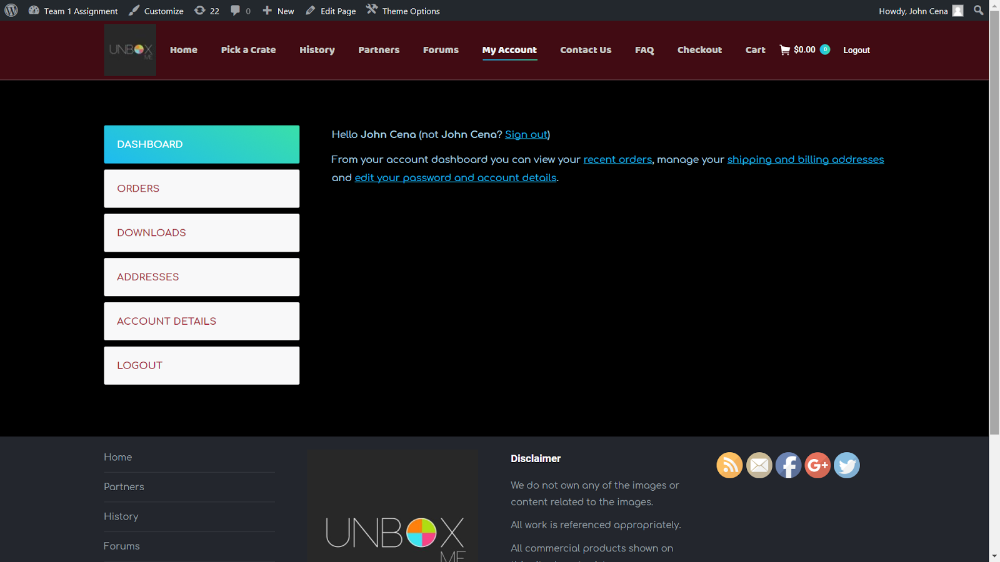 Team 1 Assignment Customize 22 0 New Edit Page Theme Options Howdy, John Cena
UNBOX ME Home Pick a Crate History Partners Forums My Account Contact Us FAQ Checkout Cart $0.00 0 Logout
DASHBOARD
ORDERS
DOWNLOADS
ADDRESSES
ACCOUNT DETAILS
LOGOUT
Hello John Cena (not John Cena? Sign out)
From your account dashboard you can view your recent orders, manage your shipping and billing addresses
and edit your password and account details.
Home
Partners
History
Forums
UNBOX
ME
Disclaimer
We do not own any of the images or
content related to the images.
All work is referenced appropriately.
All commercial products shown on